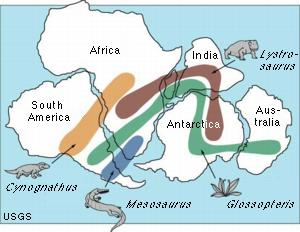 Africa
India
Lystro-
saurus
South
America
Antarctica
Aus-
tralia
Cynognathus
Mesosaurus
Glossopteris
USGS